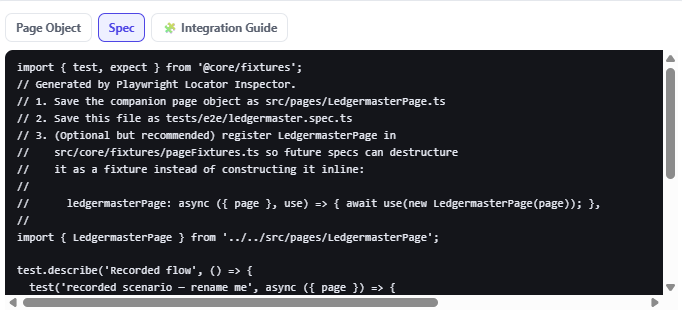 Page Object
Spec
🧩 Integration Guide
import { test, expect } from '@core/fixtures';
// Generated by Playwright Locator Inspector.
// 1. Save the companion page object as src/pages/LedgermasterPage.ts
// 2. Save this file as tests/e2e/ledgermaster.spec.ts
// 3. (Optional but recommended) register LedgermasterPage in
//    src/core/fixtures/pageFixtures.ts so future specs can destructure
//    it as a fixture instead of constructing it inline:
//
//      ledgermasterPage: async ({ page }, use) => { await use(new LedgermasterPage(page)); },
//
import { LedgermasterPage } from '../../src/pages/LedgermasterPage';
test.describe('Recorded flow', () => {
  test('recorded scenario — rename me', async ({ page }) => {